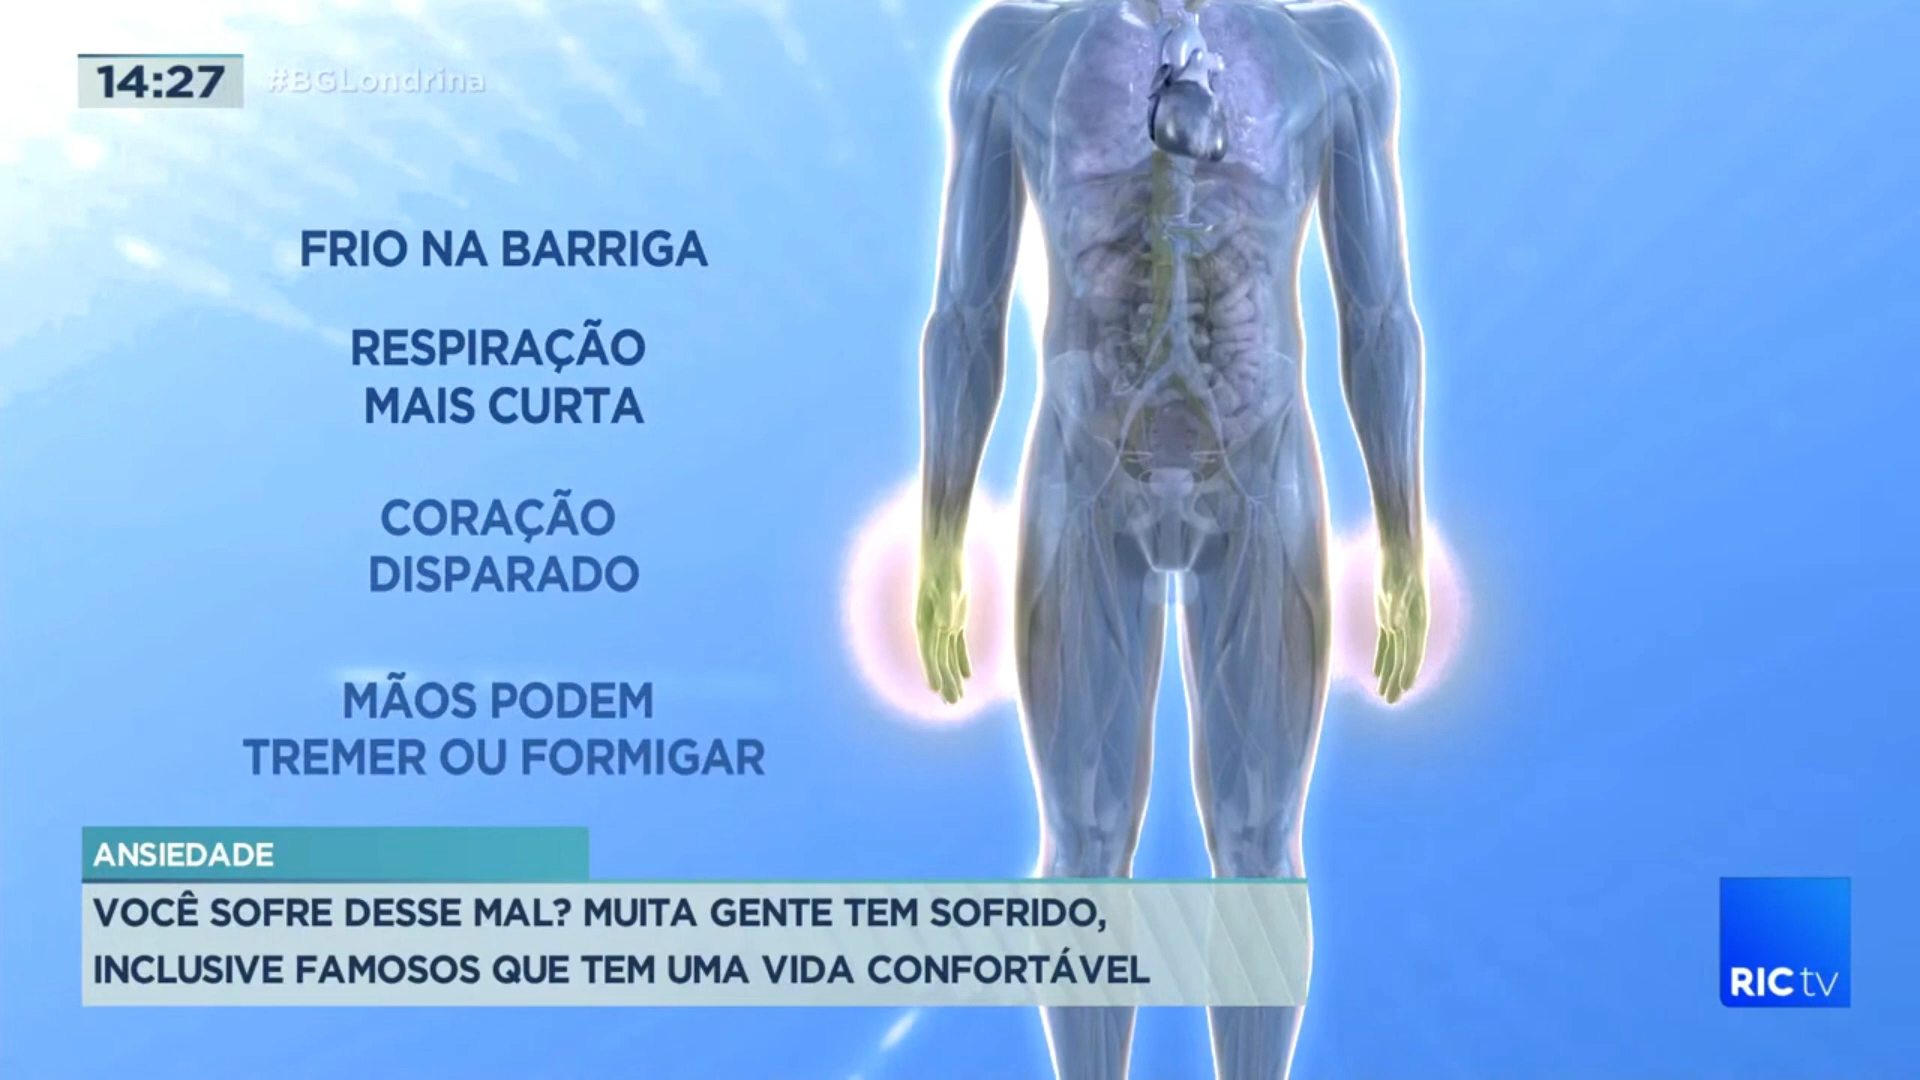 14:27 #BGLondrina
FRIO NA BARRIGA
RESPIRAÇÃO
MAIS CURTA
CORAÇÃO
DISPARADO
MÃOS PODEM
TREMER OU FORMIGAR
ANSIEDADE
VOCÊ SOFRE DESSE MAL? MUITA GENTE TEM SOFRIDO,
INCLUSIVE FAMOSOS QUE TEM UMA VIDA CONFORTÁVEL
RIC tv